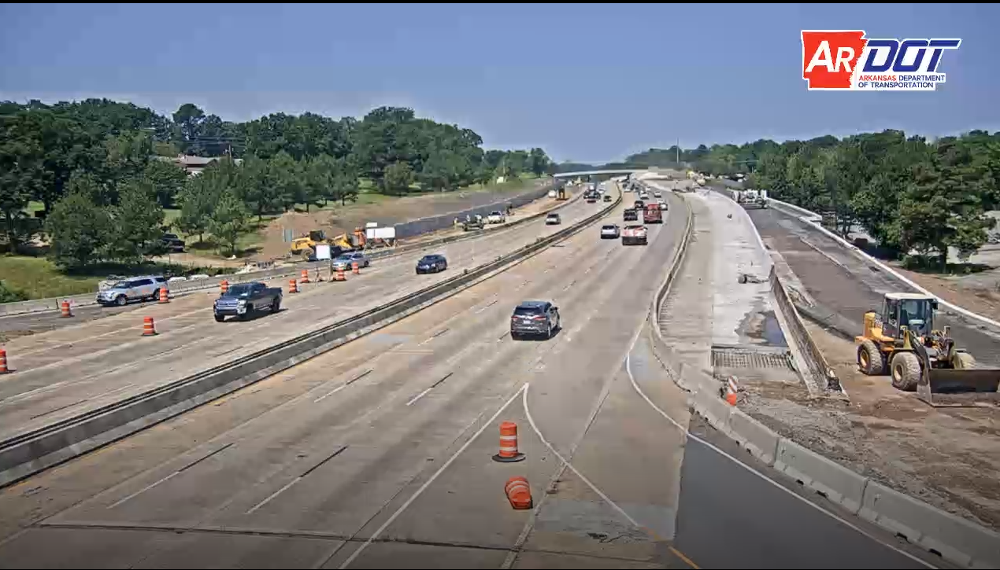 ARDOT
ARKANSAS DEPARTMENT
OF TRANSPORTATION